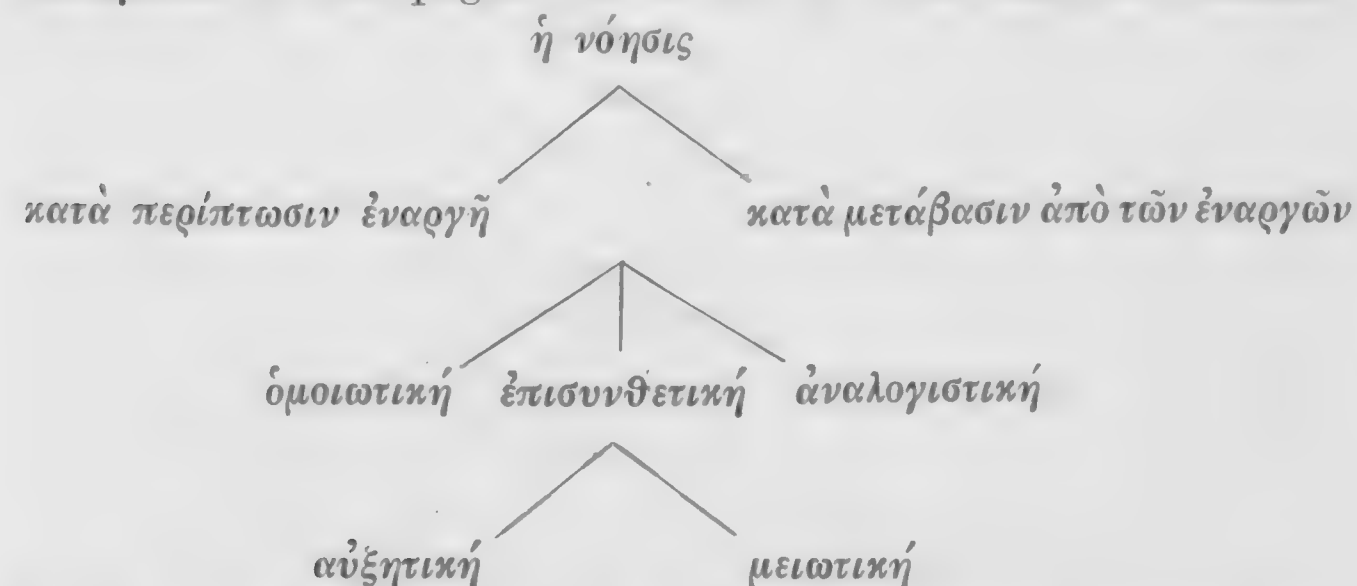 ἡ νόησις
κατὰ περίπτωσιν ἐναργῆ κατὰ μετάβασιν ἀπὸ τῶν ἐναργῶν
ὁμοιωτική ἐπισυνθετική ἀναλογιστική
αὐξητική μειωτική